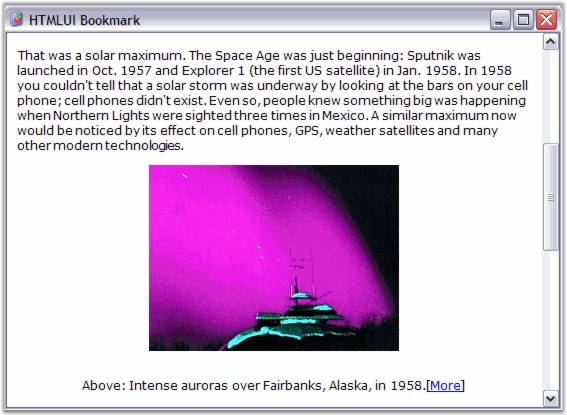 HTMLUI Bookmark
That was a solar maximum. The Space Age was just beginning: Sputnik was
launched in Oct. 1957 and Explorer 1 (the first US satellite) in Jan. 1958. In 1958
you couldn't tell that a solar storm was underway by looking at the bars on your cell
phone; cell phones didn't exist. Even so, people knew something big was happening
when Northern Lights were sighted three times in Mexico. A similar maximum now
would be noticed by its effect on cell phones, GPS, weather satellites and many
other modern technologies.
Above: Intense auroras over Fairbanks, Alaska, in 1958.[More]